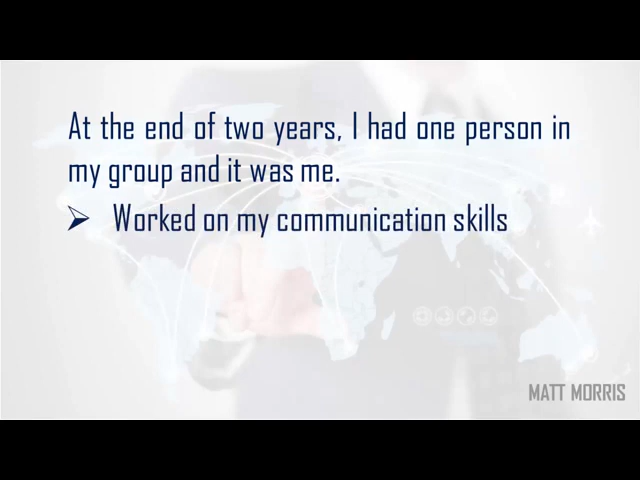 At the end of two years, I had one person in
my group and it was me.
Worked on my communication skills
MATT MORRIS